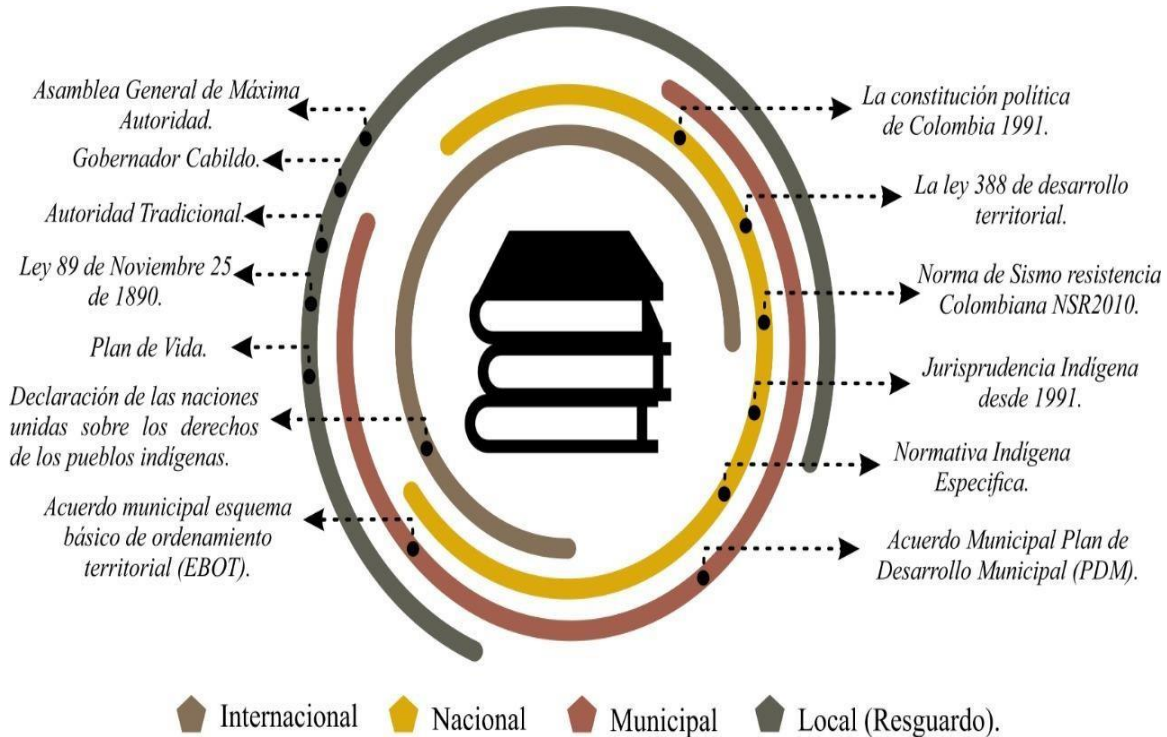 Asamblea General de Máxima
Autoridad.
Gobernador Cabildo.
Autoridad Tradicional.
Ley 89 de Noviembre 25
de 1890.
Plan de Vida.
Declaración de las naciones
unidas sobre los derechos
de los pueblos indígenas.
Acuerdo municipal esquema
básico de ordenamiento
territorial (EBOT).
La constitución política
de Colombia 1991.
La ley 388 de desarrollo
territorial.
Norma de Sismo resistencia
Colombiana NSR2010.
Jurisprudencia Indígena
desde 1991.
Normativa Indígena
Especifica.
Acuerdo Municipal Plan de
Desarrollo Municipal (PDM).
Internacional
Nacional
Municipal
Local (Resguardo).